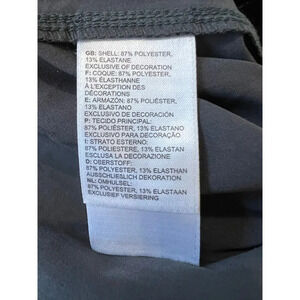 GB: SHELL: 87% POLYESTER,
13% ELASTANE
EXCLUSIVE OF DECORATION
F: COQUE: 87% POLYESTER,
13% ÉLASTHANNE
À L'EXCEPTION DES
DÉCORATIONS
E: ARMAZÓN: 87% POLIÉSTER,
13% ELASTANO
EXCLUSIVO DE DECORACIÓN
P: TECIDO PRINCIPAL:
87% POLIÉSTER, 13% ELASTANO
EXCLUSIVO PARA DECORAÇÃO
I: STRATO ESTERNO:
87% POLIESTERE, 13% ELASTAN
ESCLUSA LA DECORAZIONE
D: OBERSTOFF:
87% POLYESTER, 13% ELASTHAN
AUSSCHLIESSLICH DEKORATION
NL: OMHULSEL:
87% POLYESTER, 13% ELASTAAN
EXCLUSIEF VERSIERING